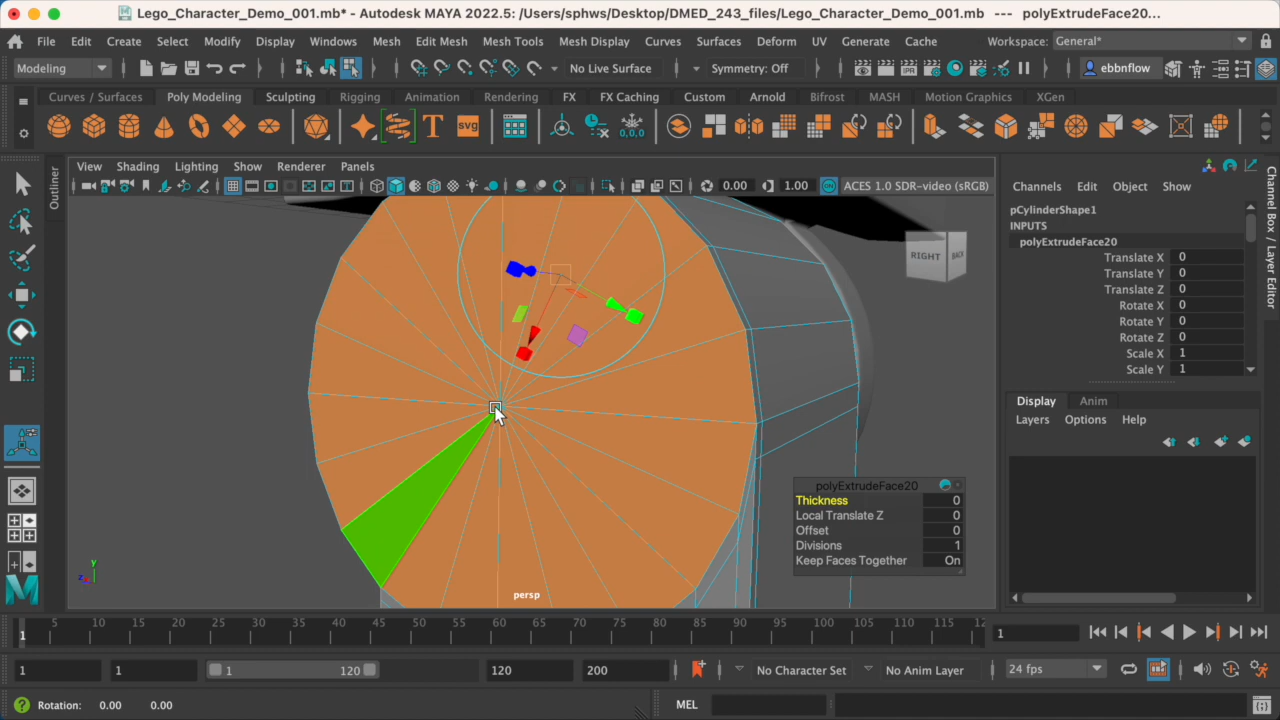 Lego_Character_Demo_001.mb* - Autodesk MAYA 2022.5: /Users/sphws/Desktop/DMED_243_files/Lego_Character_Demo_001.mb --- polyExtrudeFace20...
File Edit Create Select Modify Display Windows Mesh Edit Mesh Mesh Tools Mesh Display Curves Surfaces Deform UV Generate Cache Workspace: General*
Modeling No Live Surface Symmetry: Off IPR ebbnflow
Curves / Surfaces Poly Modeling Sculpting Rigging Animation Rendering FX FX Caching Custom Arnold Bifrost MASH Motion Graphics XGen
T svg 0,0,0
View Shading Lighting Show Renderer Panels
0.00 1.00 ON ACES 1.0 SDR-video (sRGB)
Outliner
RIGHT BACK
Channels Edit Object Show
pCylinderShape1
INPUTS
polyExtrudeFace20
Translate X 0
Translate Y 0
Translate Z 0
Rotate X 0
Rotate Y 0
Rotate Z 0
Scale X 1
Scale Y 1
Channel Box / Layer Editor
Display Anim
Layers Options Help
polyExtrudeFace20
Thickness 0
Local Translate Z 0
Offset 0
Divisions 1
Keep Faces Together On
y
z
persp
1 5 10 15 20 25 30 35 40 45 50 55 60 65 70 75 80 85 90 95 100 105 110 115 12
1
1 1 1 120 120 200 No Character Set No Anim Layer 24 fps
Rotation: 0.00 0.00 MEL